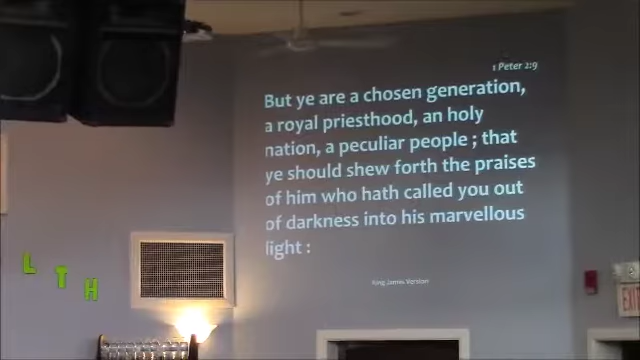 1 Peter 2:9
But ye are a chosen generation,
a royal priesthood, an holy
nation, a peculiar people ; that
ye should shew forth the praises
of him who hath called you out
of darkness into his marvellous
light :
King James Version
L T H
EXIT